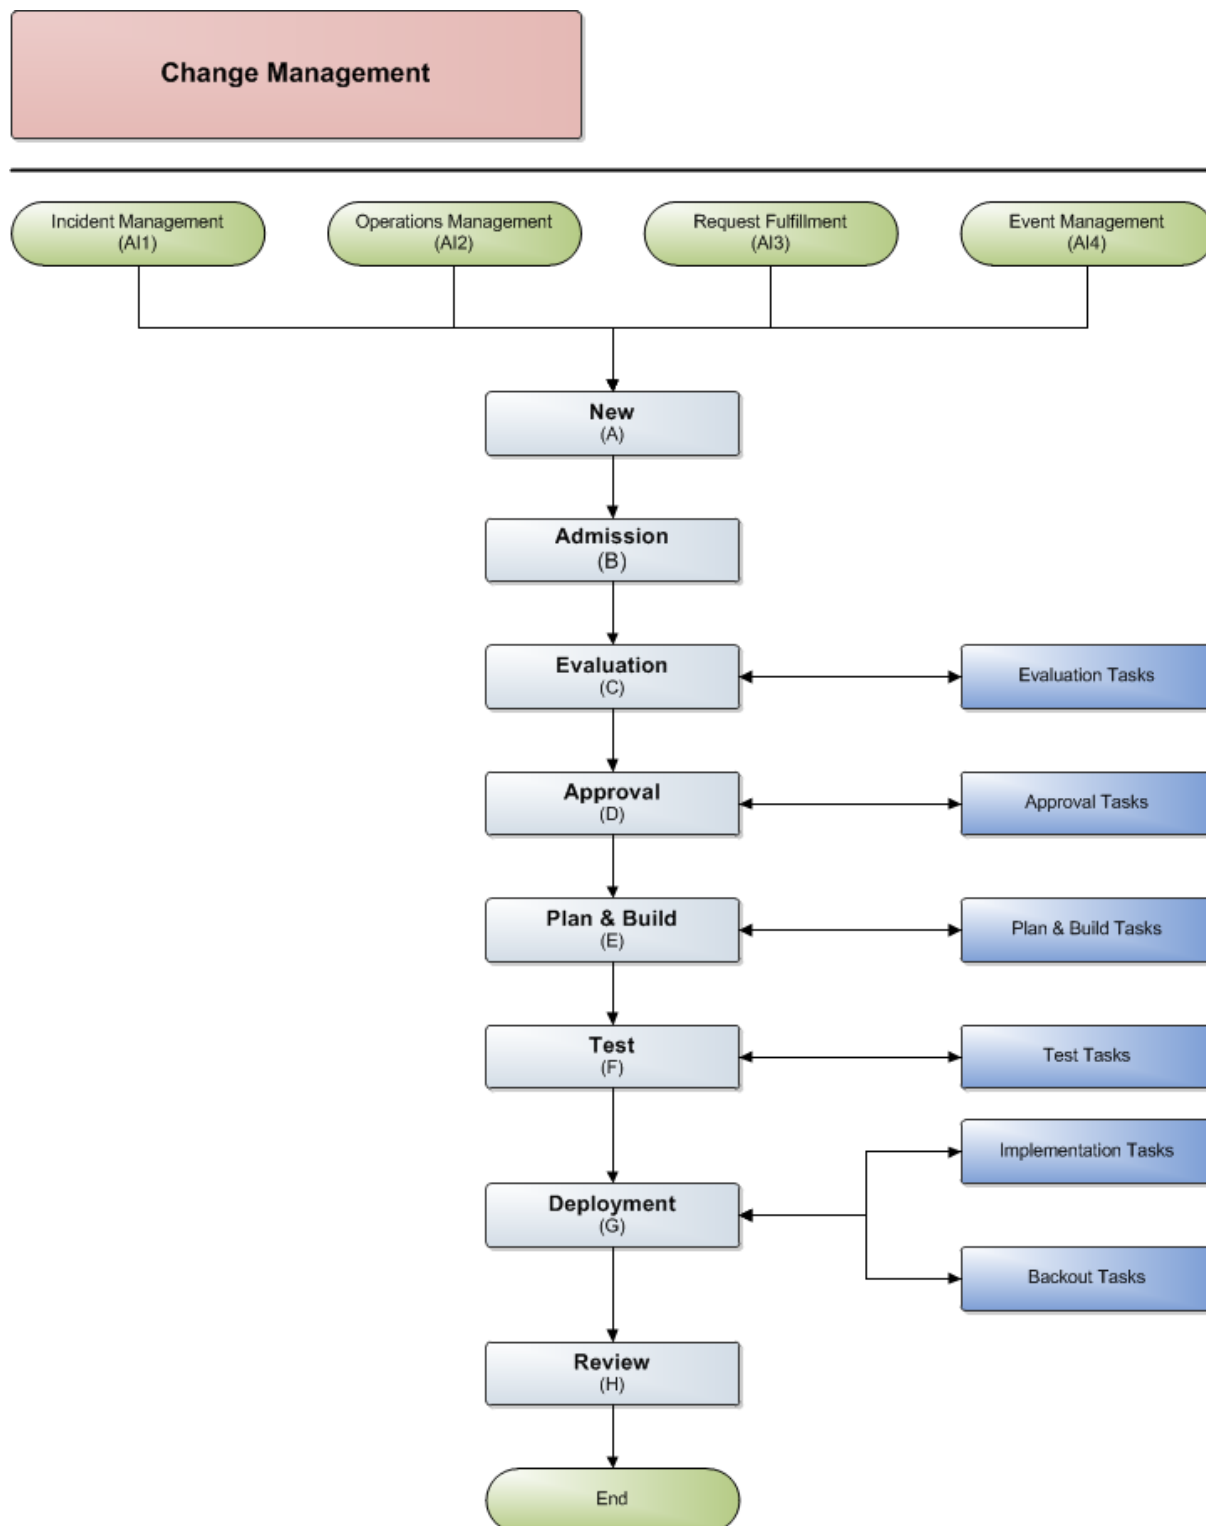 Change Management
Incident Management
(AI1)
Operations Management
(AI2)
Request Fulfillment
(AI3)
Event Management
(AI4)
New
(A)
Admission
(B)
Evaluation
(C)
Evaluation Tasks
Approval
(D)
Approval Tasks
Plan & Build
(E)
Plan & Build Tasks
Test
(F)
Test Tasks
Implementation Tasks
Deployment
(G)
Backout Tasks
Review
(H)
End